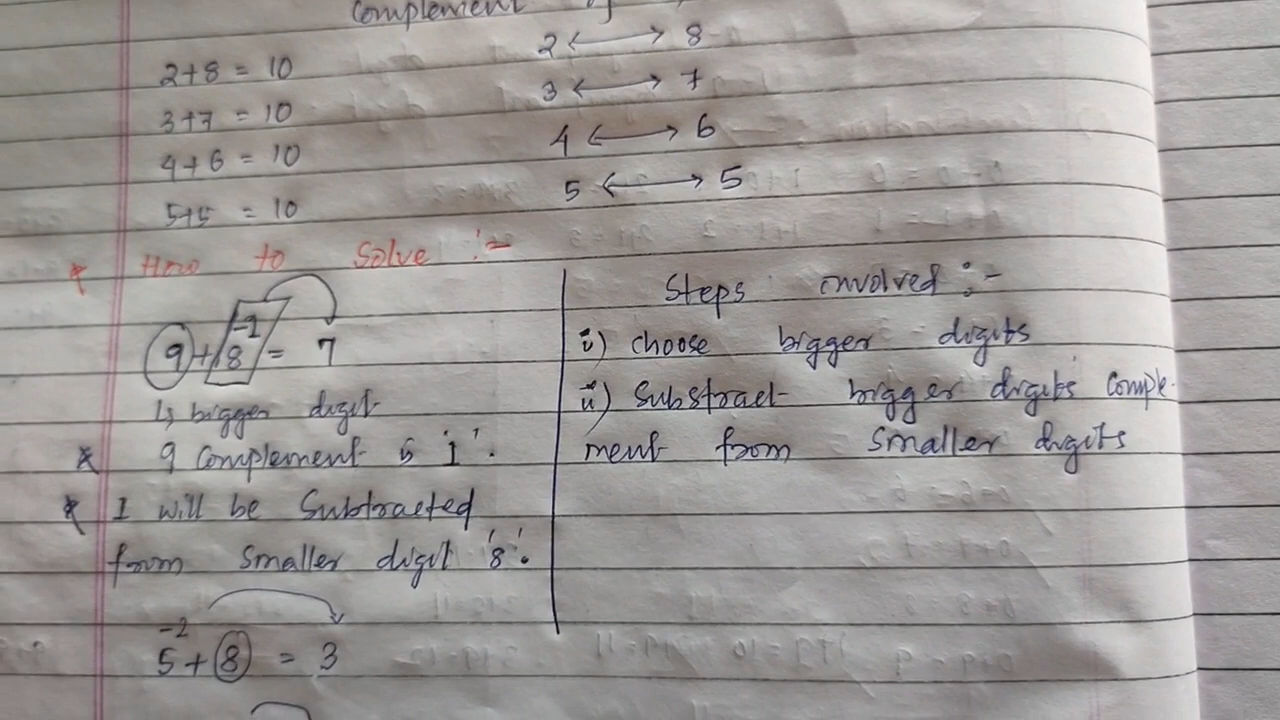 Complement
2+8 = 10
3+7 = 10
4+6 = 10
5+5 = 10
2 ↔ 8
3 ↔ 7
4 ↔ 6
5 ↔ 5
* How to Solve :-
-1
9+8 = 7
↳ bigger digit
* 9 Complement is '1'.
* 1 will be Subtracted
from smaller digit '8'.
-2
5+8 = 3
Steps involved :-
i) choose bigger digits
ii) Substract bigger digits Comple-
ment from smaller digits